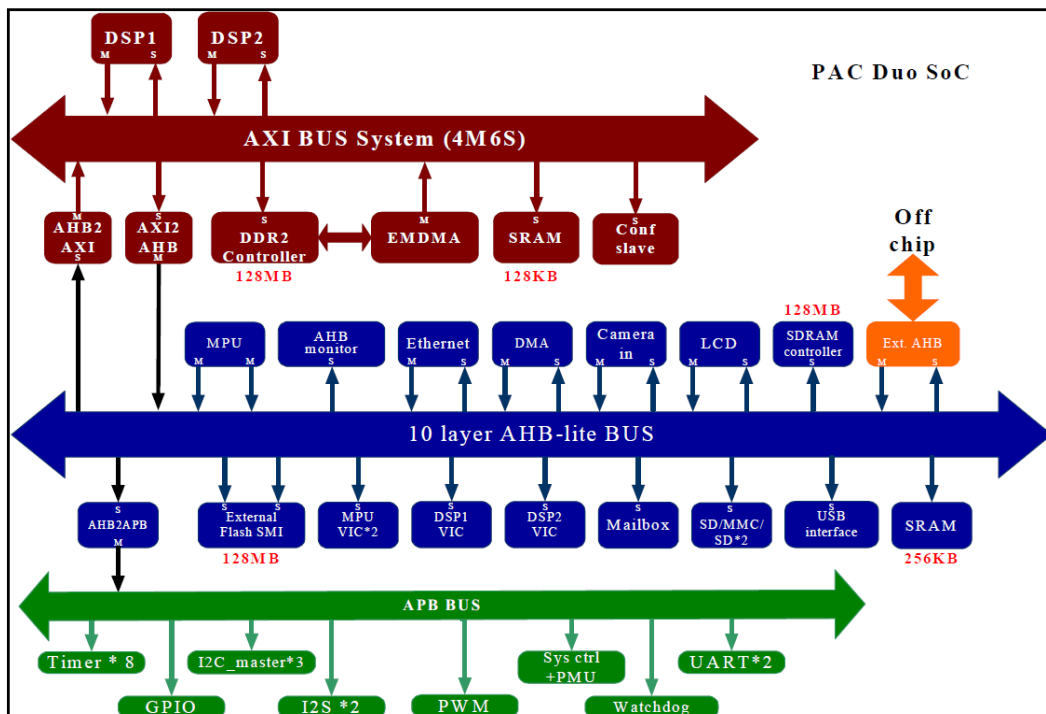 DSP1
M S
DSP2
M S
PAC Duo SoC
AXI BUS System (4M6S)
M
AHB2
AXI
S
S
AXI2
AHB
M
S
DDR2
Controller
128MB
M
EMDMA
S
SRAM
128KB
S
Conf
slave
Off
chip
MPU
M M
AHB
monitor
S
Ethernet
M S
DMA
M S
Camera
in
M S
LCD
M S
128MB
SDRAM
controller
S
Ext. AHB
M S
10 layer AHB-lite BUS
S
AHB2APB
M
S S
External
Flash SMI
128MB
S
MPU
VIC*2
S
DSP1
VIC
S
DSP2
VIC
S
Mailbox
S
SD/MMC/
SD*2
S
USB
interface
S
SRAM
256KB
APB BUS
Timer * 8
I2C_master*3
Sys ctrl
+PMU
UART*2
GPIO
I2S *2
PWM
Watchdog